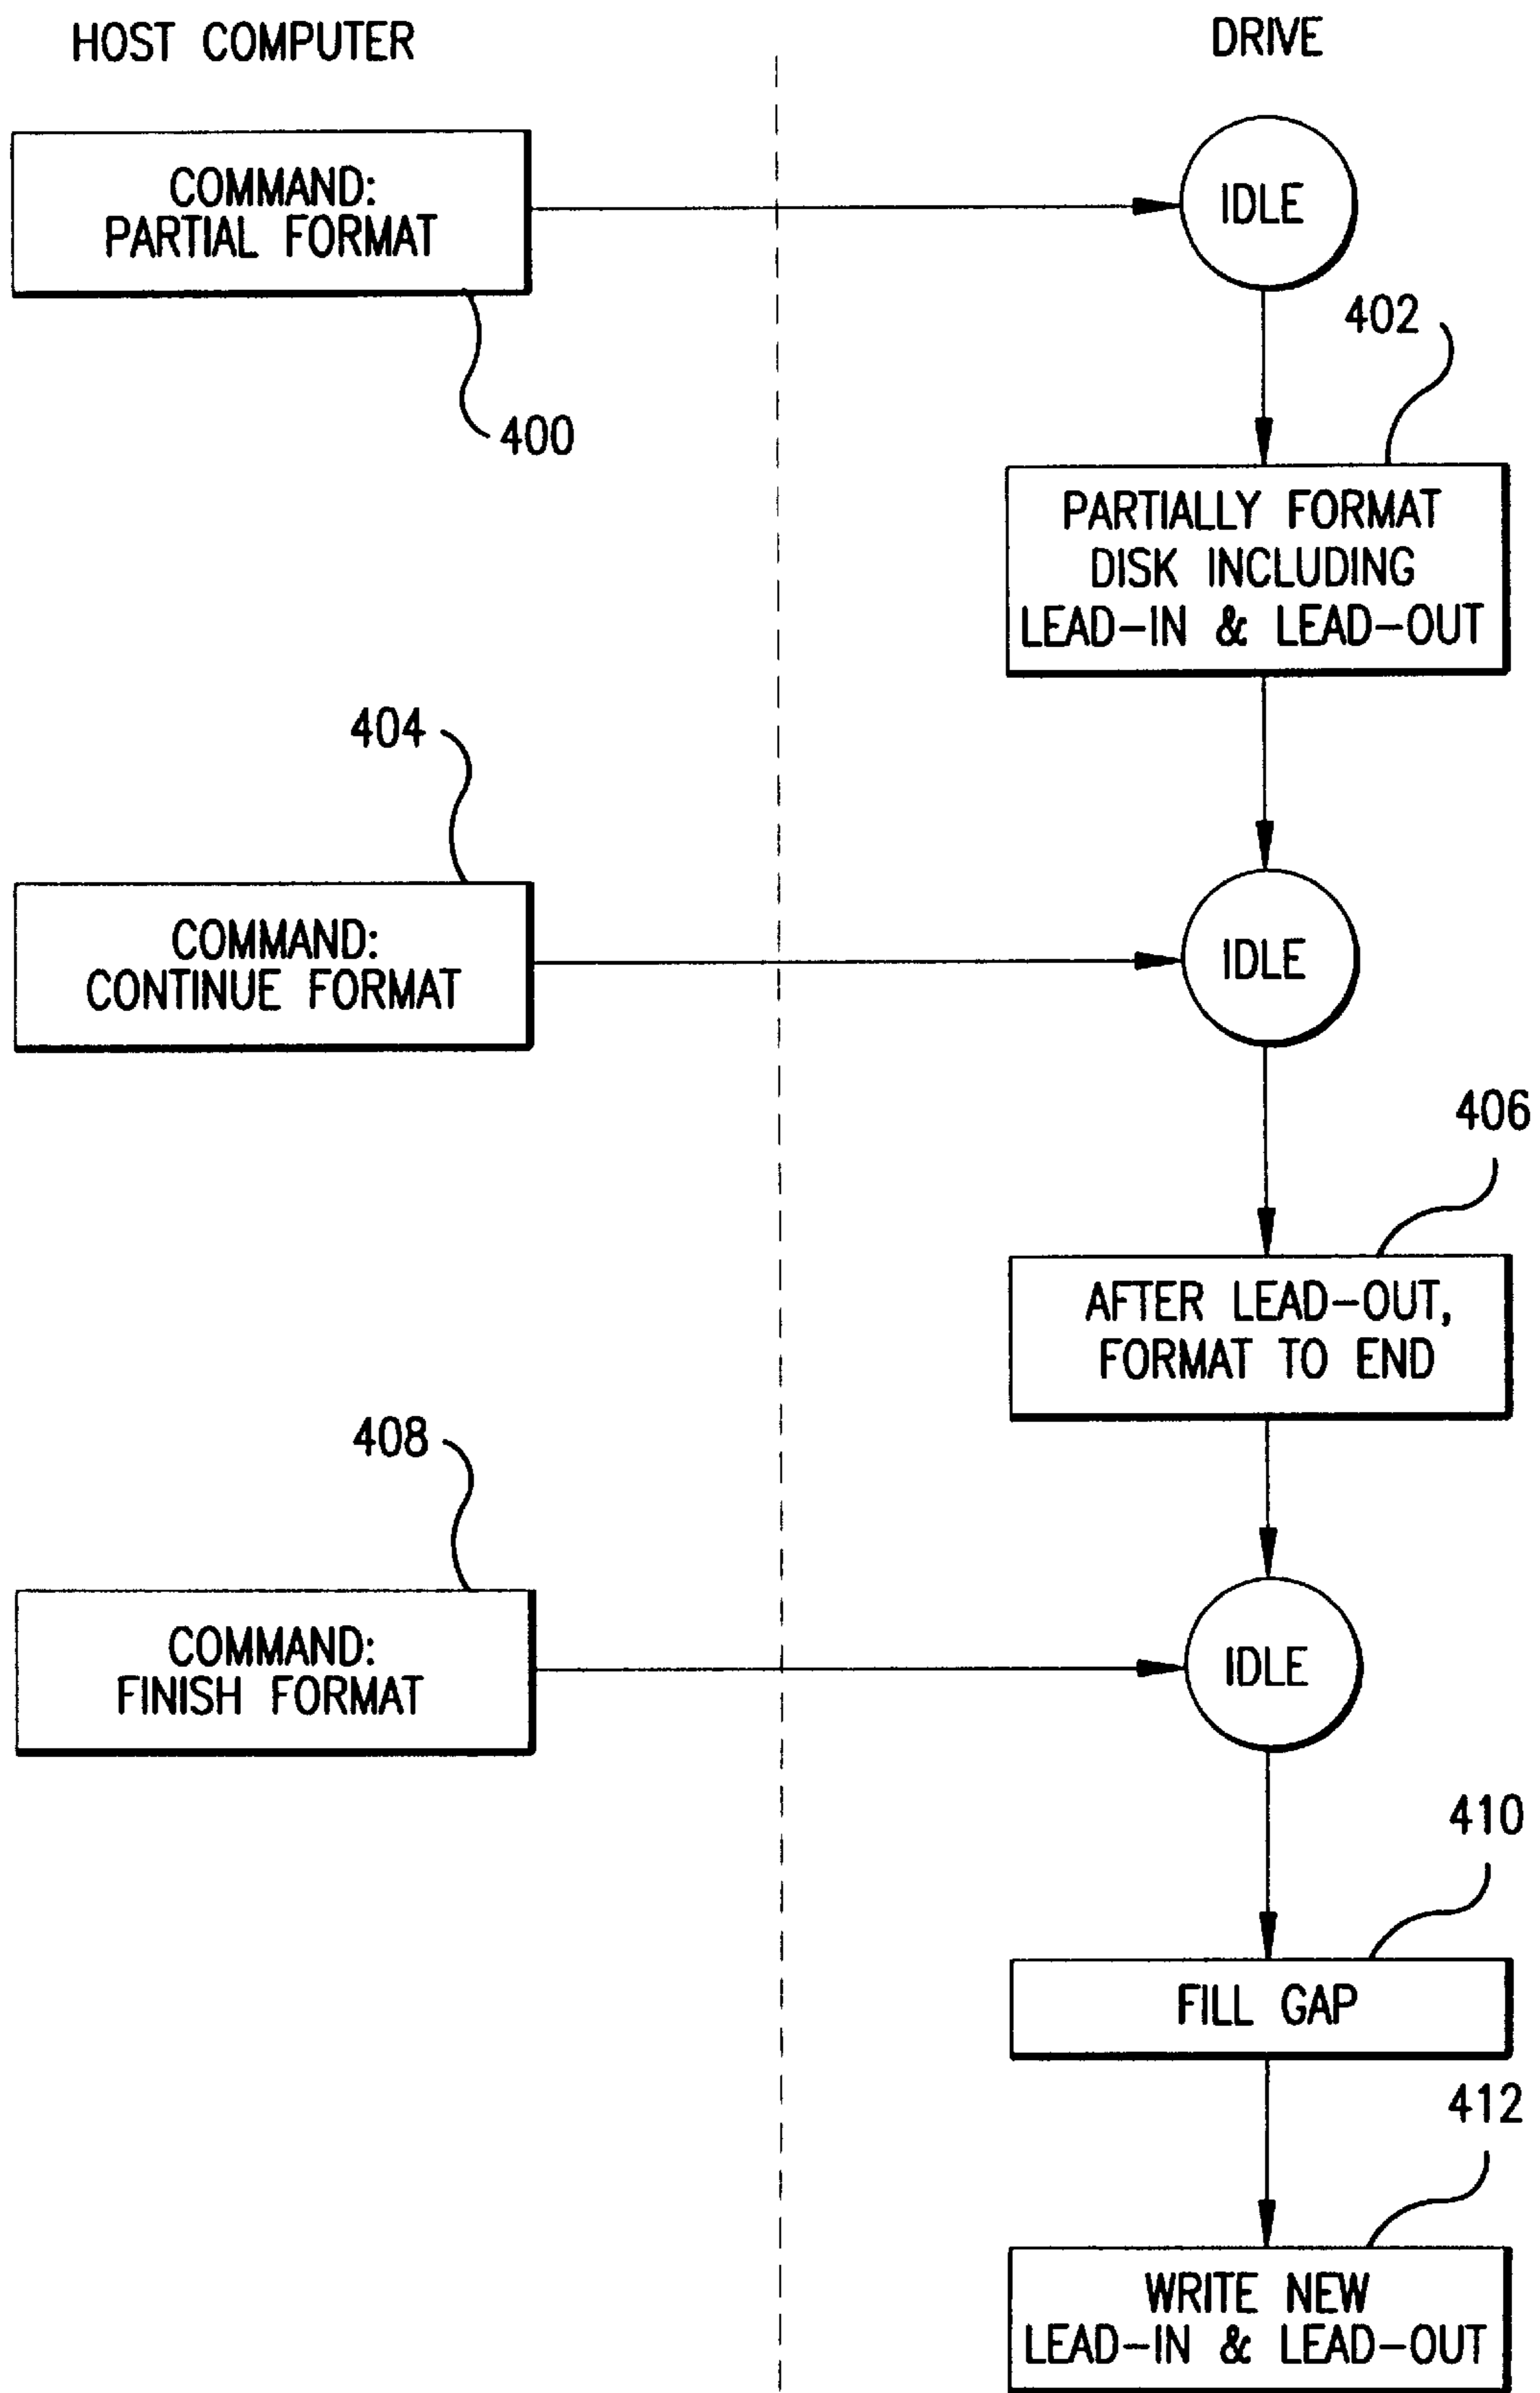 HOST COMPUTER
DRIVE
COMMAND:
PARTIAL FORMAT
IDLE
402
400
PARTIALLY FORMAT
DISK INCLUDING
LEAD-IN & LEAD-OUT
404
COMMAND:
CONTINUE FORMAT
IDLE
406
AFTER LEAD-OUT,
FORMAT TO END
408
COMMAND:
FINISH FORMAT
IDLE
410
FILL GAP
412
WRITE NEW
LEAD-IN & LEAD-OUT